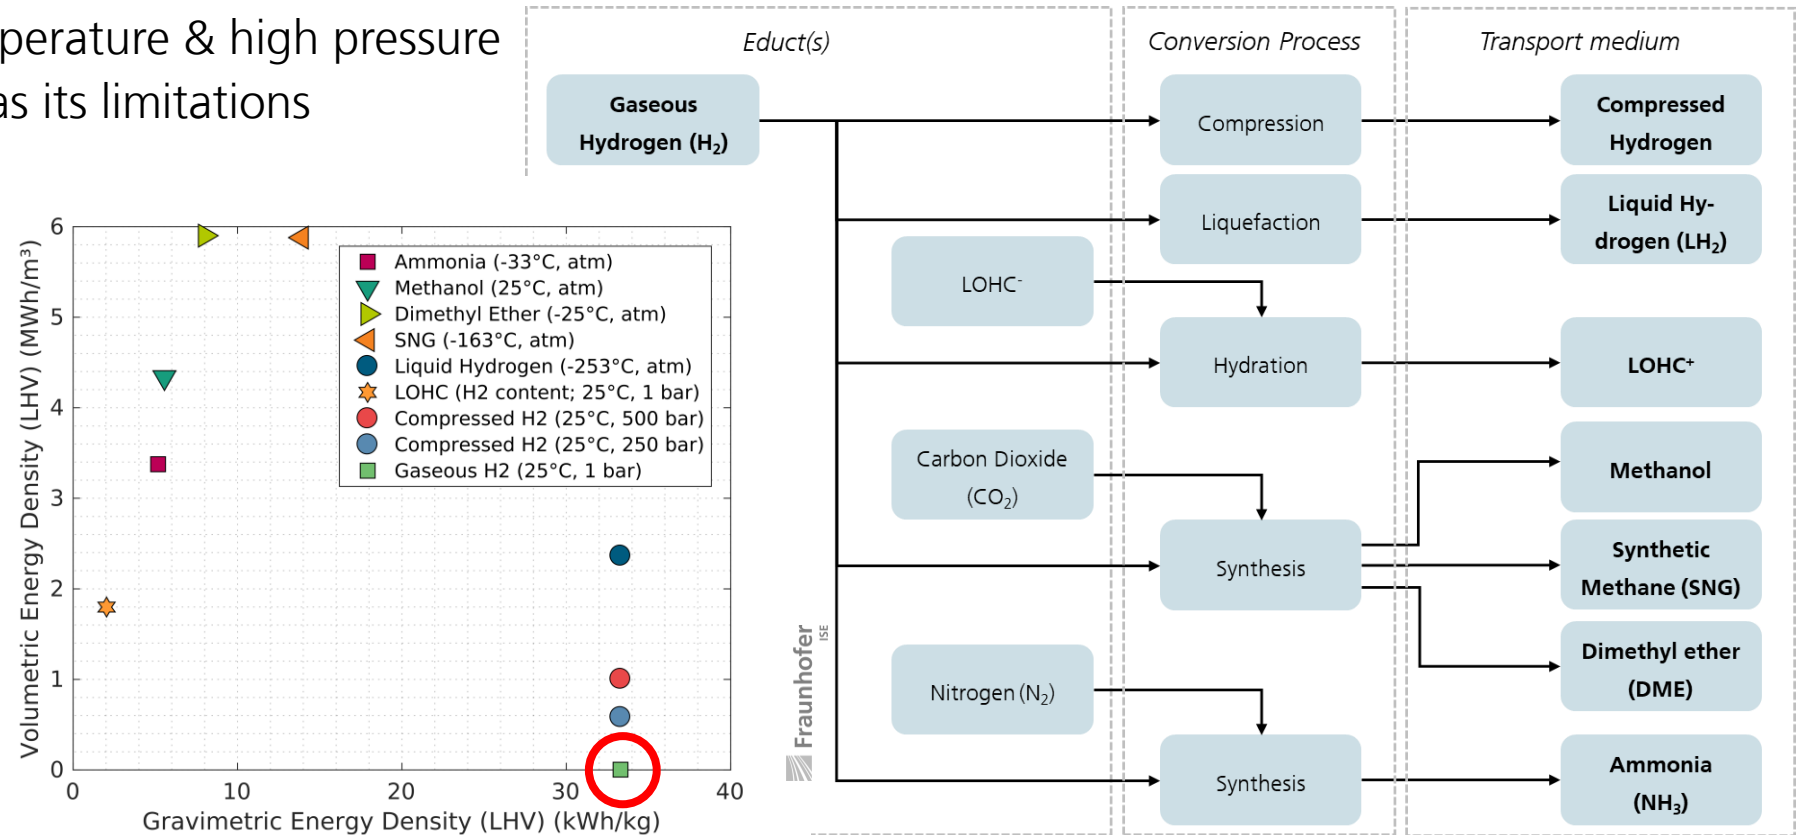 perature & high pressure
as its limitations
Educt(s)
Conversion Process
Transport medium
Gaseous
Hydrogen (H₂)
Compression
Compressed
Hydrogen
Liquefaction
Liquid Hy-
drogen (LH₂)
LOHC⁻
Hydration
LOHC⁺
Carbon Dioxide
(CO₂)
Synthesis
Methanol
Synthetic
Methane (SNG)
Dimethyl ether
(DME)
Nitrogen (N₂)
Synthesis
Ammonia
(NH₃)
Fraunhofer
ISE
Volumetric Energy Density (LHV) (MWh/m³)
6
5
4
3
2
1
0
Ammonia (-33°C, atm)
Methanol (25°C, atm)
Dimethyl Ether (-25°C, atm)
SNG (-163°C, atm)
Liquid Hydrogen (-253°C, atm)
LOHC (H2 content; 25°C, 1 bar)
Compressed H2 (25°C, 500 bar)
Compressed H2 (25°C, 250 bar)
Gaseous H2 (25°C, 1 bar)
0 10 20 30 40
Gravimetric Energy Density (LHV) (kWh/kg)